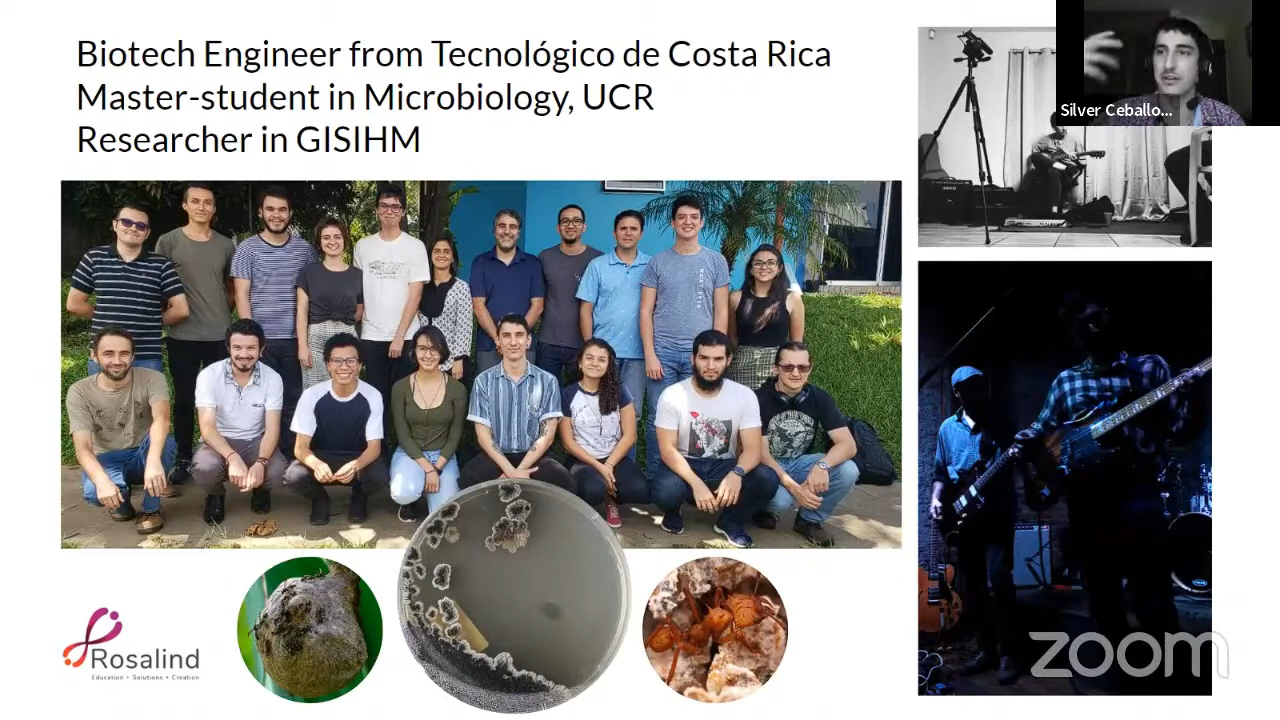 Biotech Engineer from Tecnológico de Costa Rica
Master-student in Microbiology, UCR
Researcher in GISIHM
Silver Ceballo...
Rosalind
Education • Solutions • Creation
zoom